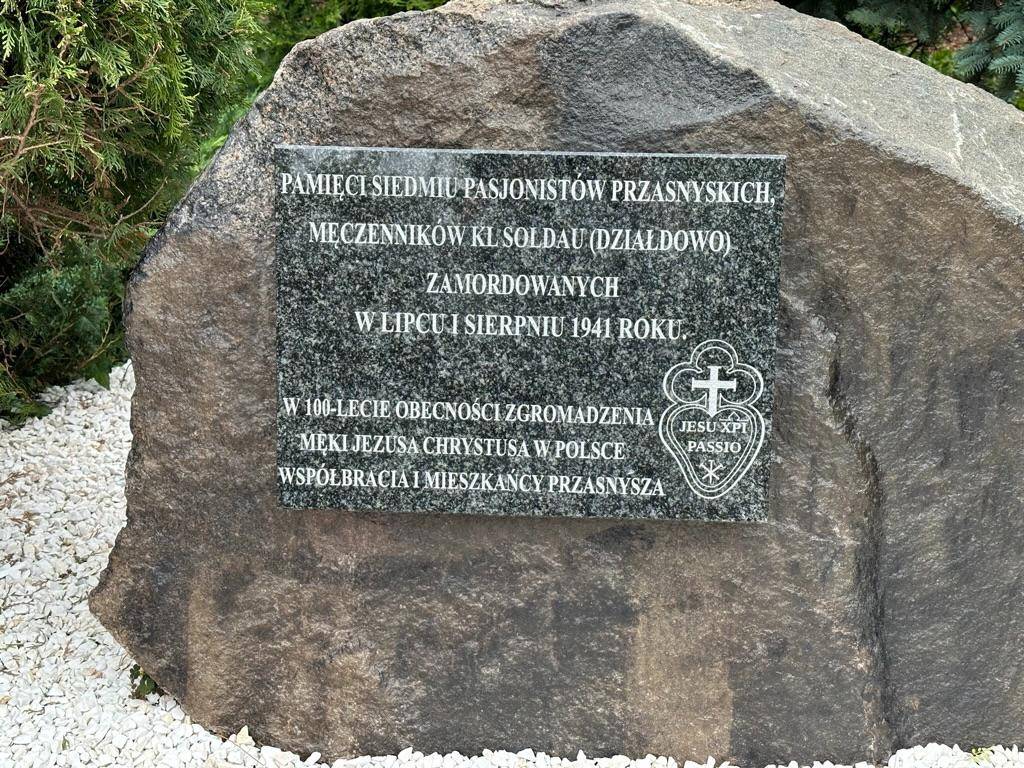 PAMIĘCI SIEDMIU PASJONISTÓW PRZASNYSKICH,
MĘCZENNIKÓW KL SOLDAU (DZIAŁDOWO)
ZAMORDOWANYCH
W LIPCU I SIERPNIU 1941 ROKU.
W 100-LECIE OBECNOŚCI ZGROMADZENIA
MĘKI JEZUSA CHRYSTUSA W POLSCE
WSPÓŁBRACIA I MIESZKAŃCY PRZASNYSZA
JESU XPI
PASSIO